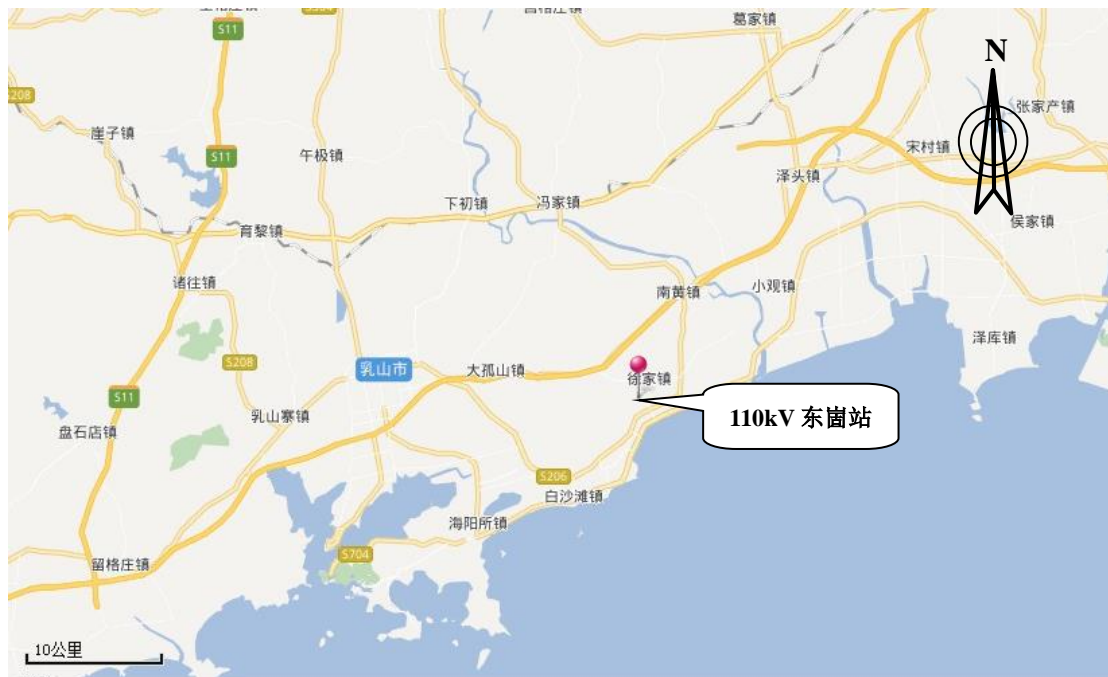 S11
葛家镇
N
S208
张家产镇
崖子镇
S11
午极镇
宋村镇
泽头镇
下初镇
冯家镇
侯家镇
育黎镇
诸往镇
南黄镇
小观镇
泽库镇
S208
乳山市
大孤山镇
徐家镇
S11
乳山寨镇
110kV 东崮站
盘石店镇
S206
白沙滩镇
海阳所镇
S704
留格庄镇
10公里